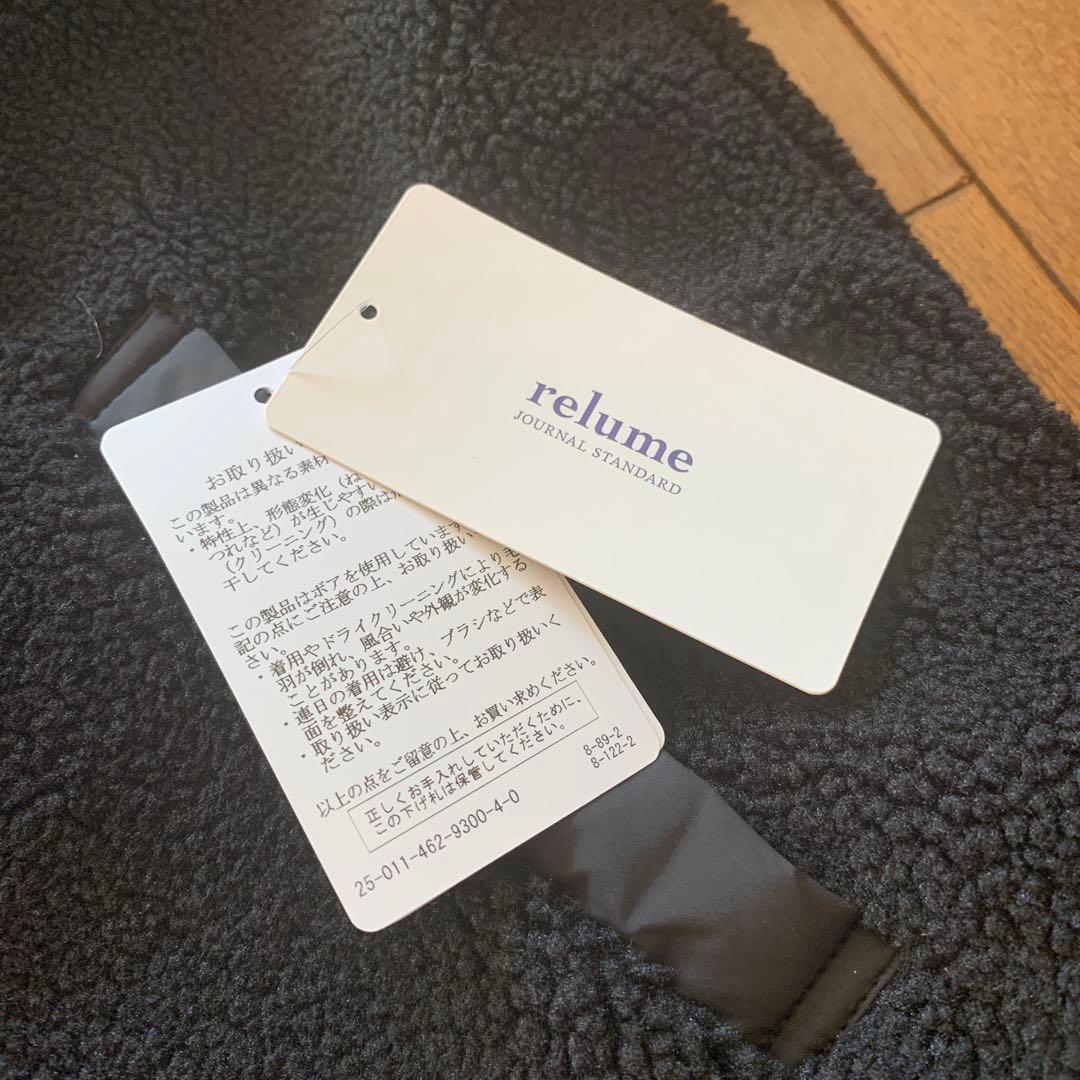 relume
JOURNAL STANDARD
お取り扱い
この製品は異なる素材
います。
・特性上、形態変化（ね
つれなど）が生じやすい
（クリーニング）の際は
干してください。
この製品はボアを使用しています
記の点にご注意の上、お取り扱い
さい。
・着用やドライクリーニングにより毛
羽が倒れ、風合いや外観が変化する
ことがあります。
・連日の着用は避け、ブラシなどで表
面を整えてください。
・取り扱い表示に従ってお取り扱いく
ださい。
以上の点をご留意の上、お買い求めください。
正しくお手入れしていただくために、
この下げ札は保管してください。
8-89-2
8-122-2
25-011-462-9300-4-0